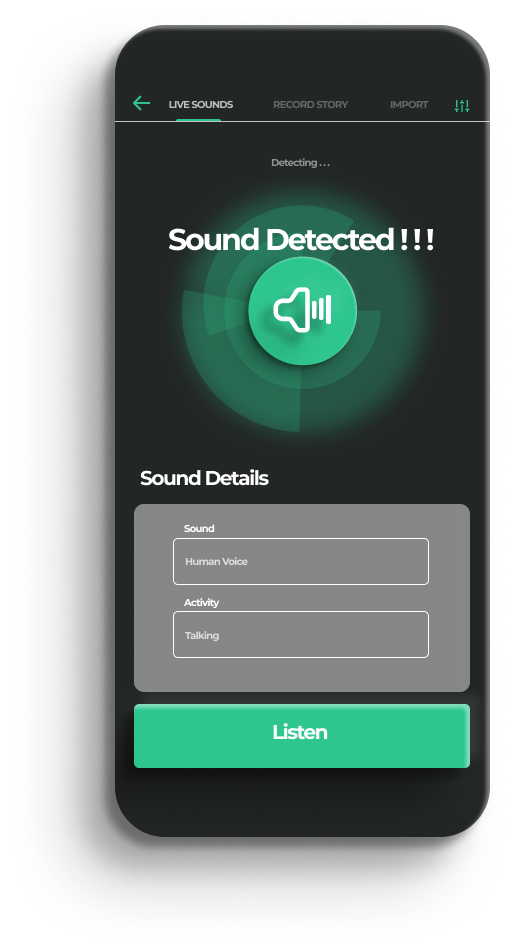 LIVE SOUNDS RECORD STORY IMPORT
Detecting . . .
Sound Detected ! ! !
Sound Details
Sound
Human Voice
Activity
Talking
Listen